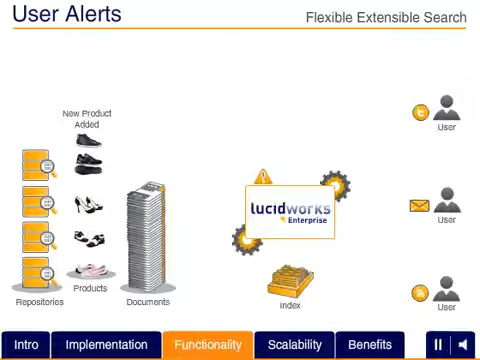 User Alerts
Flexible Extensible Search
New Product
Added
User
lucidworks
Enterprise
User
Repositories
Products
Documents
Index
User
Intro
Implementation
Functionality
Scalability
Benefits